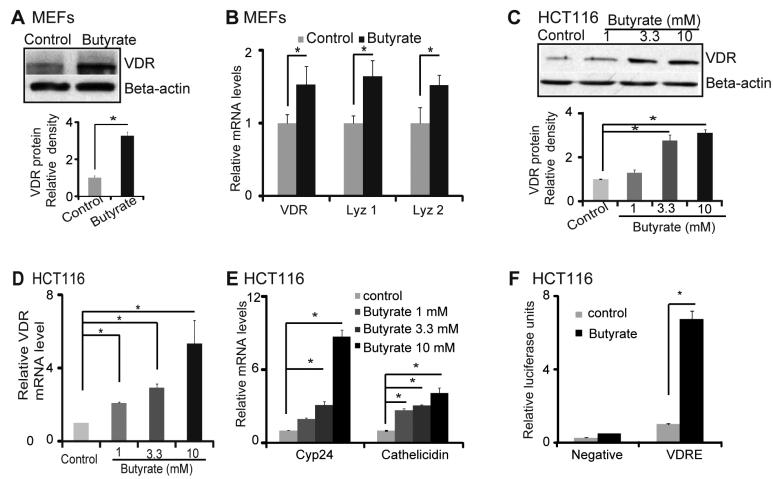 A MEFs
Control Butyrate
VDR
Beta-actin
VDR protein
Relative density
4
2
0
*
Control
Butyrate
B MEFs
Control Butyrate
Relative mRNA levels
2
1
0
* * *
VDR Lyz 1 Lyz 2
C HCT116
Butyrate (mM)
Control 1 3.3 10
VDR
Beta-actin
VDR protein
Relative density
4
2
0
*
*
Control
1 3.3 10
Butyrate (mM)
D HCT116
Relative VDR
mRNA level
8
4
0
0
*
*
*
Control 1 3.3 10
Butyrate (mM)
E HCT116
control
Butyrate 1 mM
Butyrate 3.3 mM
Butyrate 10 mM
Relative mRNA levels
12
6
0
*
*
*
* *
Cyp24 Cathelicidin
F HCT116
control
Butyrate
Relative luciferase units
8
6
4
2
0
*
Negative VDRE